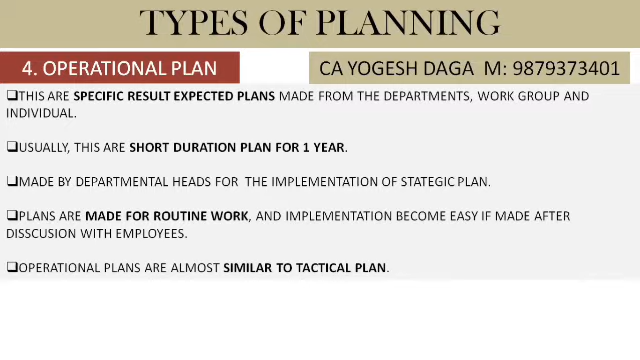 TYPES OF PLANNING
4. OPERATIONAL PLAN
CA YOGESH DAGA M: 9879373401
❑THIS ARE SPECIFIC RESULT EXPECTED PLANS MADE FROM THE DEPARTMENTS, WORK GROUP AND
INDIVIDUAL.
❑USUALLY, THIS ARE SHORT DURATION PLAN FOR 1 YEAR.
❑MADE BY DEPARTMENTAL HEADS FOR THE IMPLEMENTATION OF STATEGIC PLAN.
❑PLANS ARE MADE FOR ROUTINE WORK, AND IMPLEMENTATION BECOME EASY IF MADE AFTER
DISSCUSION WITH EMPLOYEES.
❑OPERATIONAL PLANS ARE ALMOST SIMILAR TO TACTICAL PLAN.